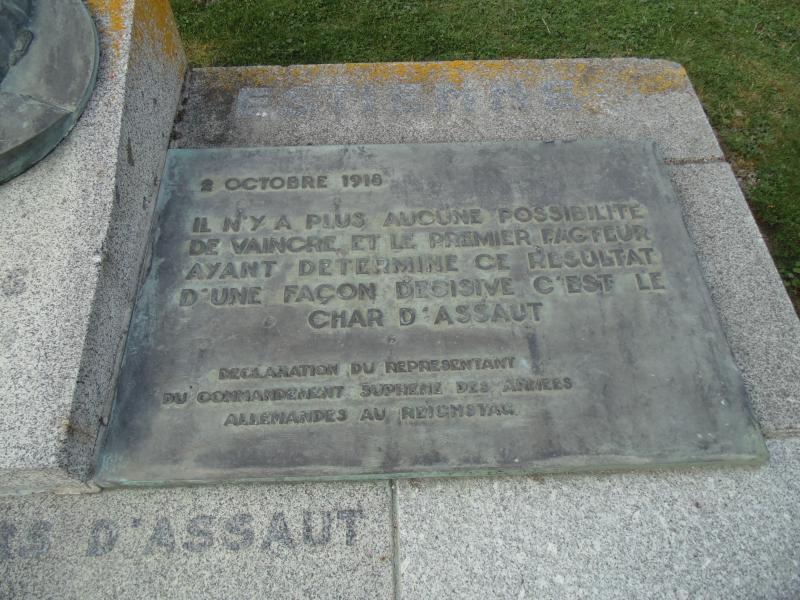 ESTIENNE
2 OCTOBRE 1918
IL N'Y A PLUS AUCUNE POSSIBILITE
DE VAINCRE, ET LE PREMIER FACTEUR
AYANT DETERMINE CE RESULTAT
D'UNE FAÇON DECISIVE C'EST LE
CHAR D'ASSAUT
DECLARATION DU REPRESENTANT
DU COMMANDEMENT SUPREME DES ARMEES
ALLEMANDES AU REICHSTAG
RS D'ASSAUT